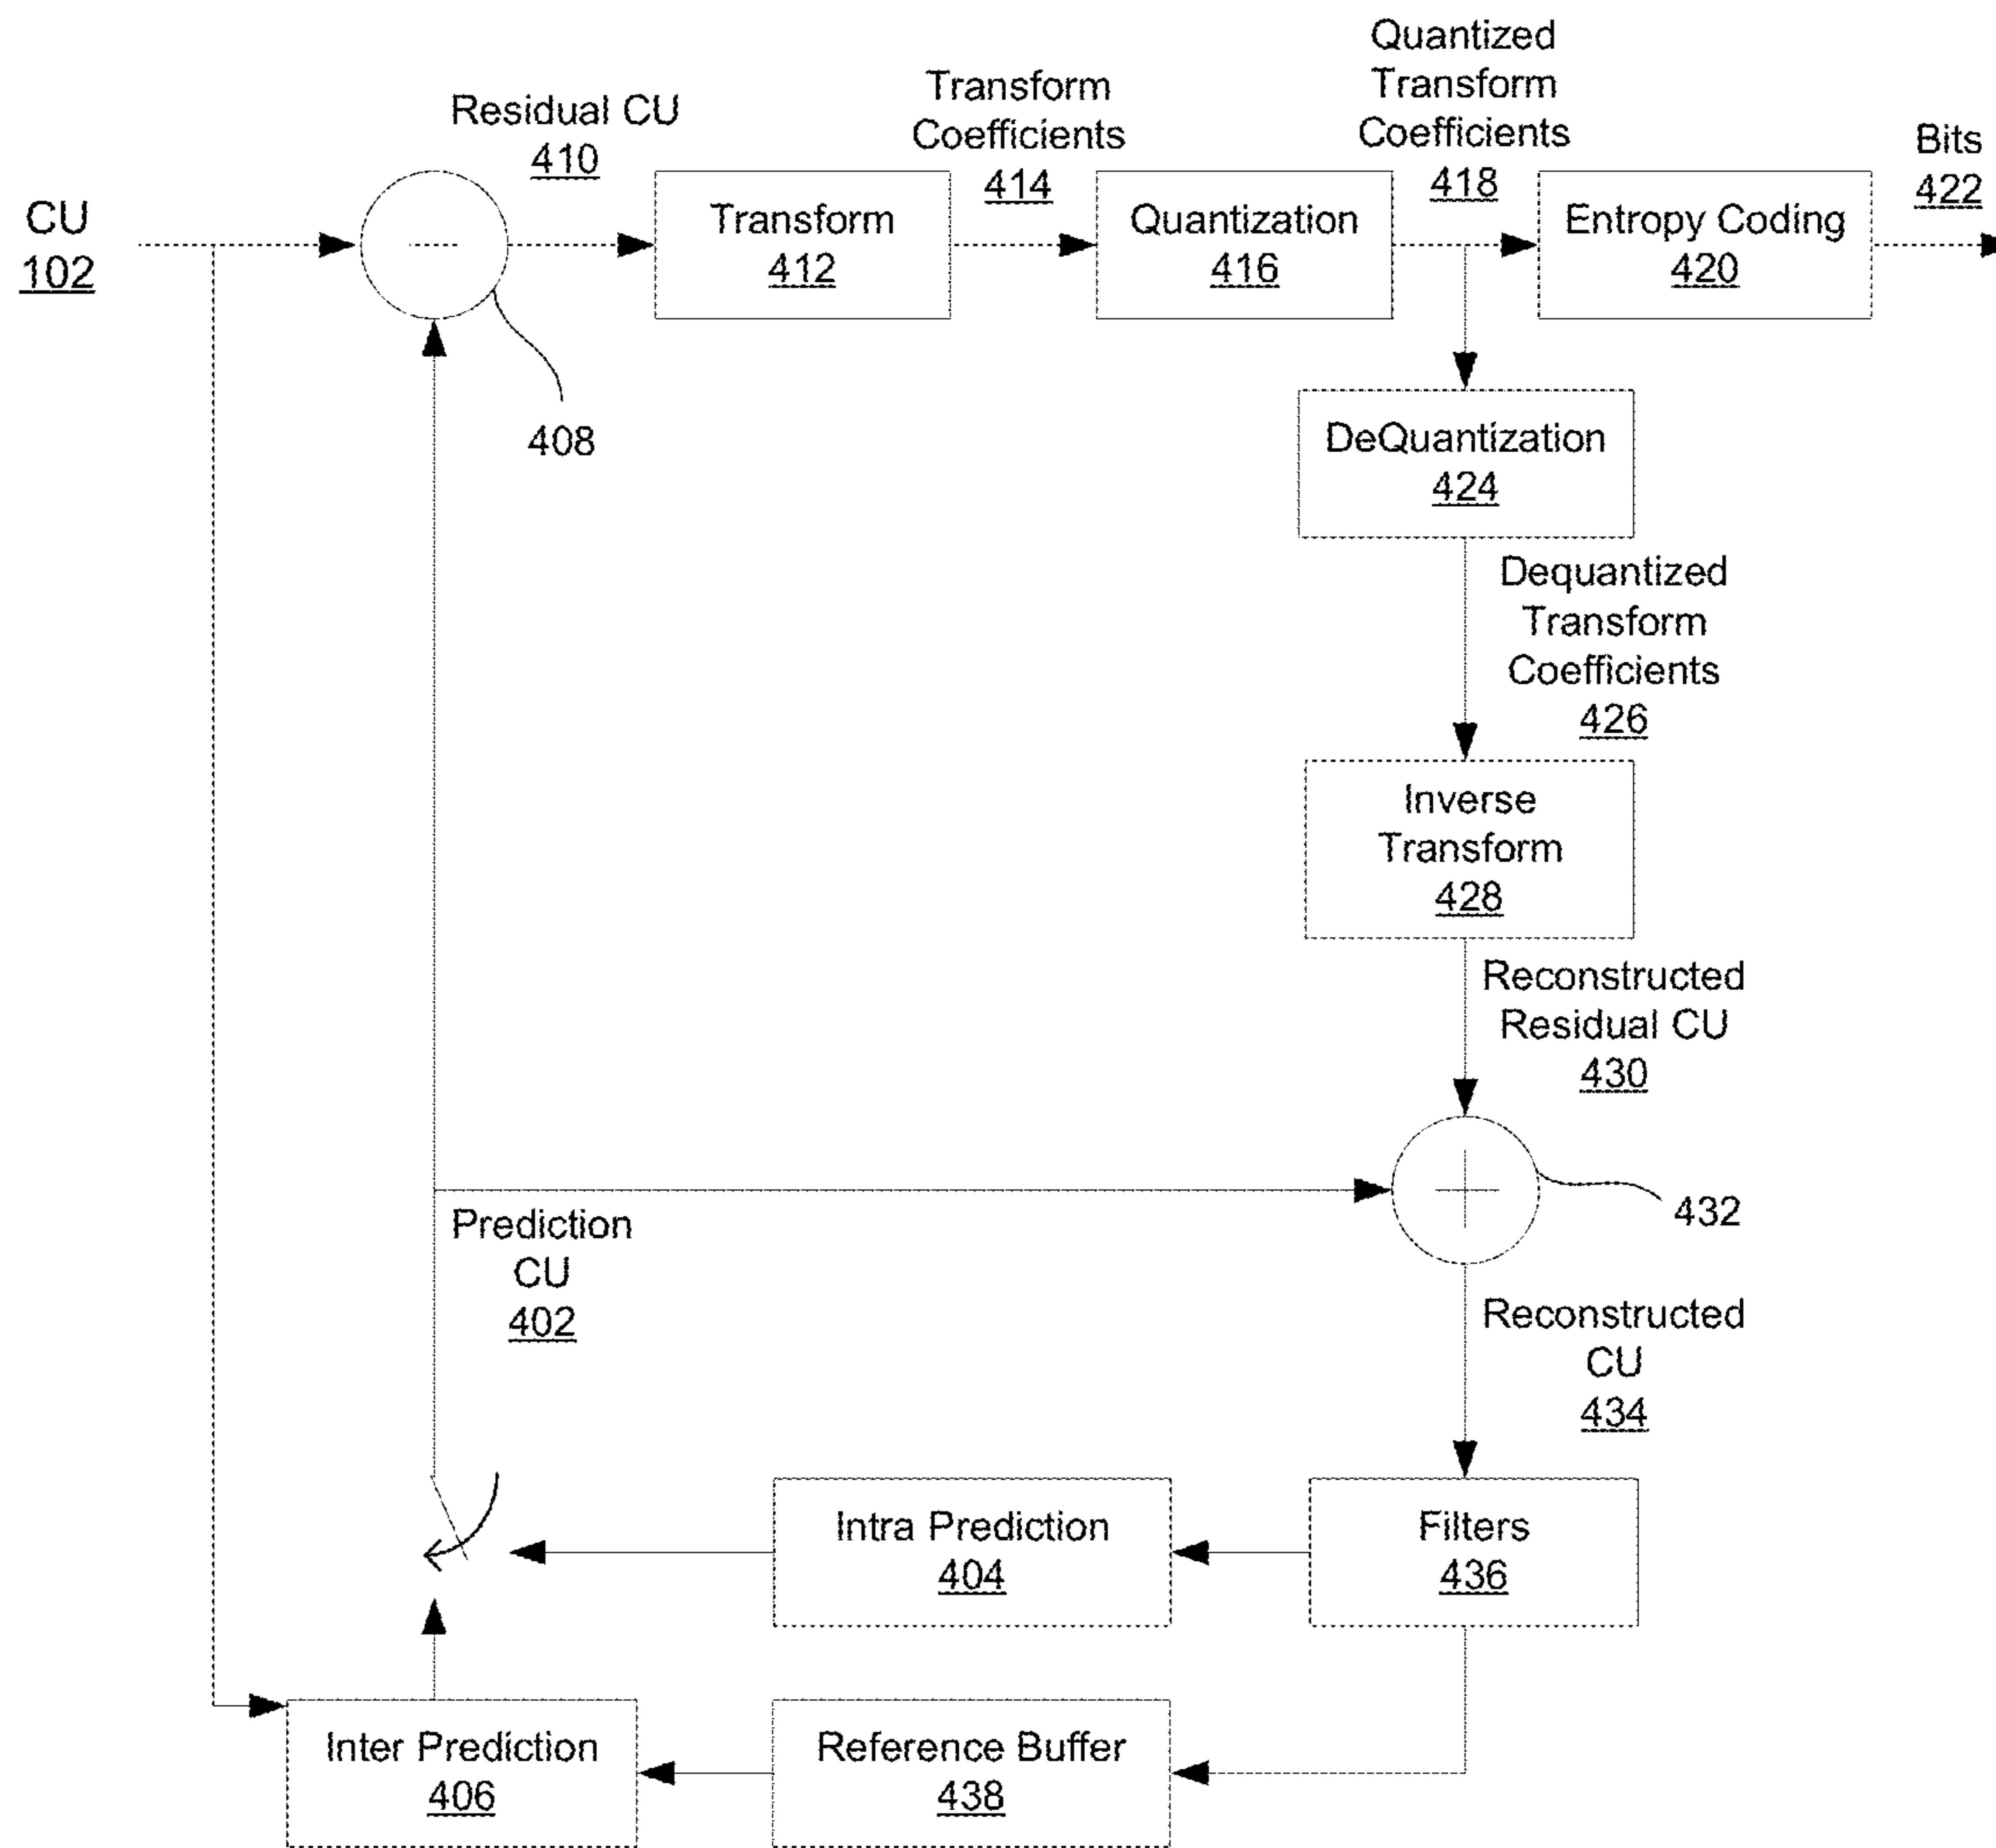 CU
102
Residual CU
410
408
Transform
412
Transform
Coefficients
414
Quantization
416
Quantized
Transform
Coefficients
418
Entropy Coding
420
Bits
422
DeQuantization
424
Dequantized
Transform
Coefficients
426
Inverse
Transform
428
Reconstructed
Residual CU
430
432
Prediction
CU
402
Reconstructed
CU
434
Intra Prediction
404
Filters
436
Inter Prediction
406
Reference Buffer
438